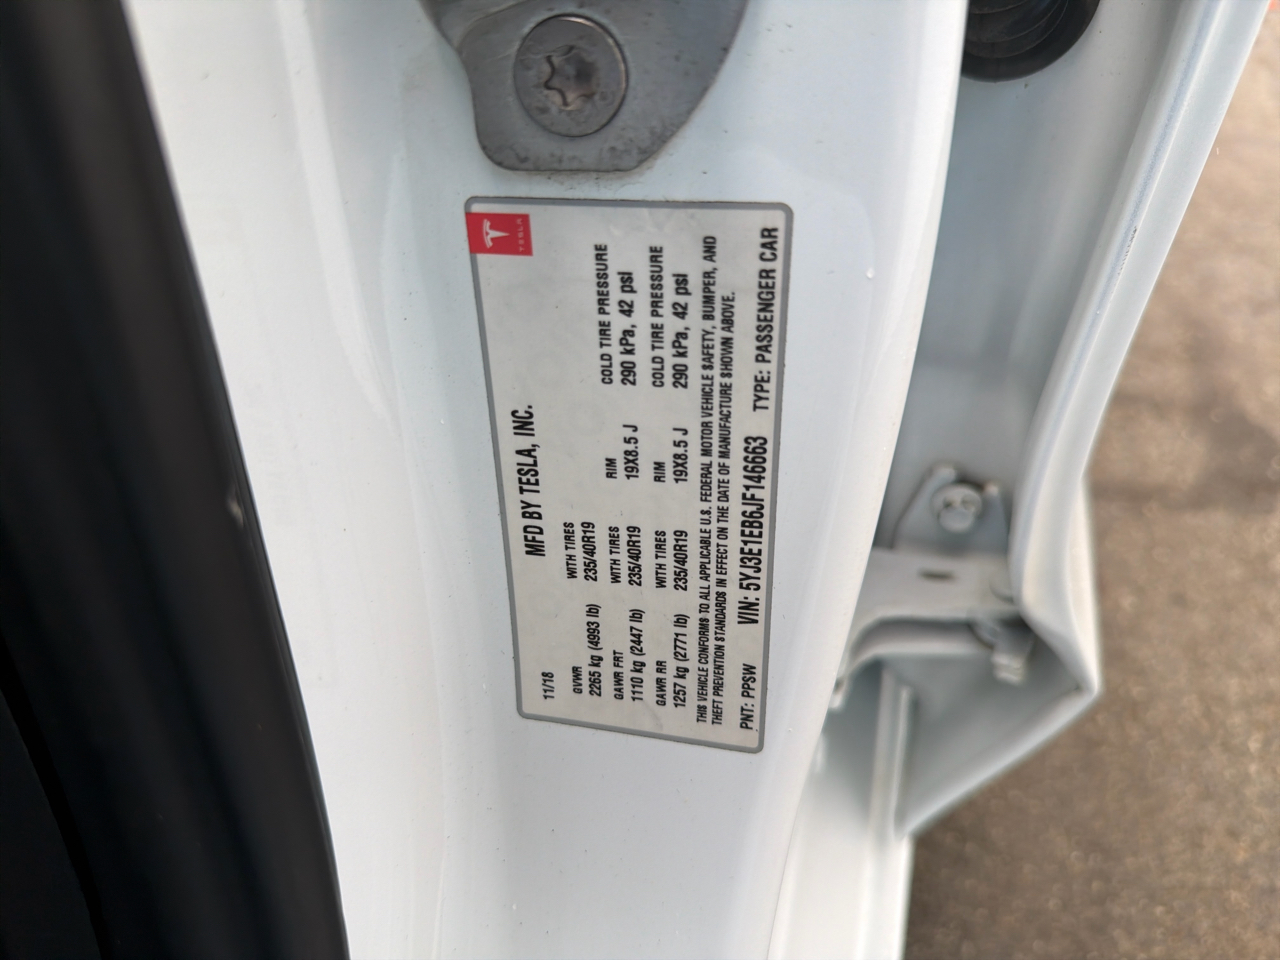 TESLA
MFD BY TESLA, INC.
11/18
GVWR WITH TIRES
2265 kg (4993 lb) 235/40R19
GAWR FRT WITH TIRES RIM COLD TIRE PRESSURE
1110 kg (2447 lb) 235/40R19 19X8.5 J 290 kPa, 42 psi
GAWR RR WITH TIRES RIM COLD TIRE PRESSURE
1257 kg (2771 lb) 235/40R19 19X8.5 J 290 kPa, 42 psi
THIS VEHICLE CONFORMS TO ALL APPLICABLE U.S. FEDERAL MOTOR VEHICLE SAFETY, BUMPER, AND
THEFT PREVENTION STANDARDS IN EFFECT ON THE DATE OF MANUFACTURE SHOWN ABOVE.
PNT: PPSW VIN: 5YJ3E1EB6JF146663 TYPE: PASSENGER CAR